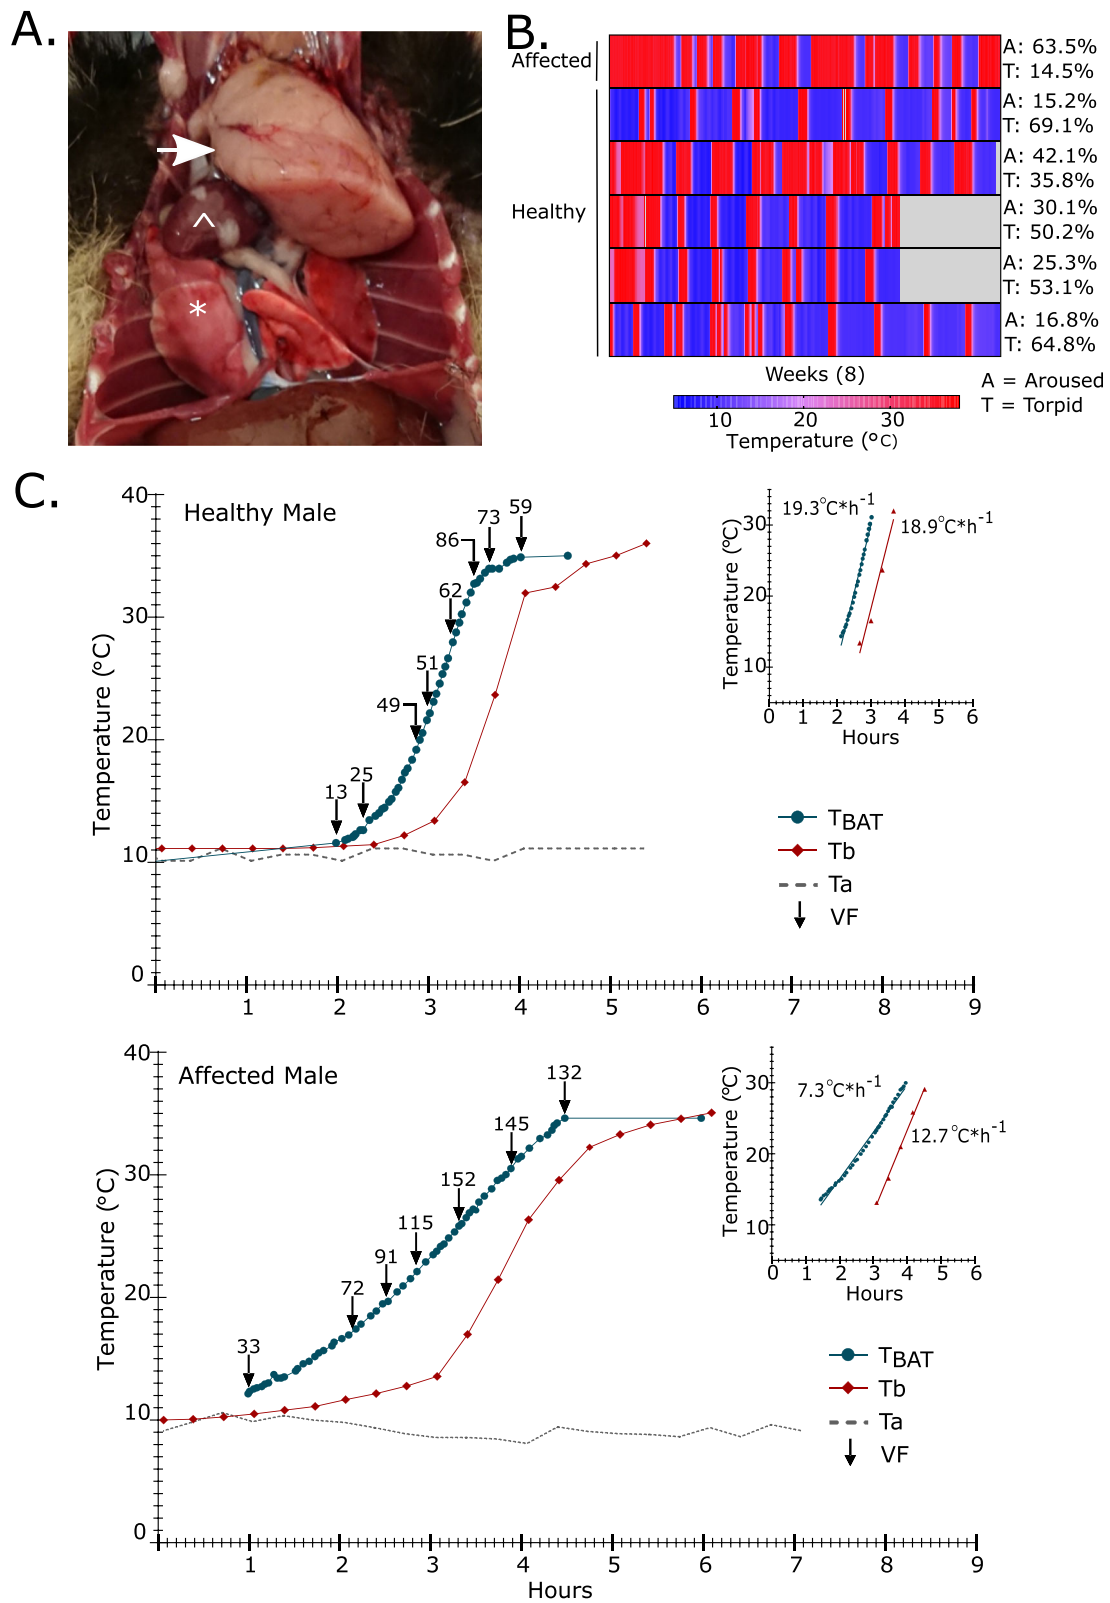 A.
^
*
B.
Affected
A: 63.5%
T: 14.5%
A: 15.2%
T: 69.1%
A: 42.1%
T: 35.8%
Healthy
A: 30.1%
T: 50.2%
A: 25.3%
T: 53.1%
A: 16.8%
T: 64.8%
Weeks (8)
A = Aroused
T = Torpid
10 20 30
Temperature (°C)
C.
Healthy Male
Temperature (°C)
40
30
20
10
0
13
25
49
51
62
86
73
59
1 2 3 4 5 6 7 8 9
Temperature (°C)
30
20
10
19.3°C*h-1
18.9°C*h-1
0 1 2 3 4 5 6
Hours
TBAT
Tb
Ta
VF
Affected Male
Temperature (°C)
40
30
20
10
0
33
72
91
115
152
145
132
1 2 3 4 5 6 7 8 9
Hours
Temperature (°C)
30
20
10
7.3°C*h-1
12.7°C*h-1
0 1 2 3 4 5 6
Hours
TBAT
Tb
Ta
VF